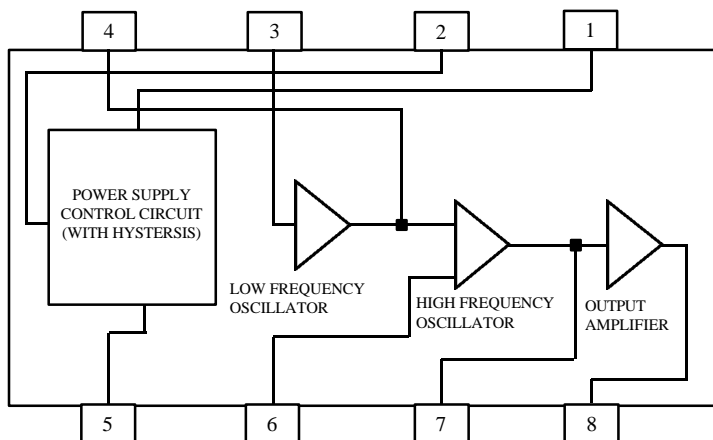 4
3
2
1
POWER SUPPLY
CONTROL CIRCUIT
(WITH HYSTERSIS)
LOW FREQUENCY
OSCILLATOR
HIGH FREQUENCY
OSCILLATOR
OUTPUT
AMPLIFIER
5
6
7
8